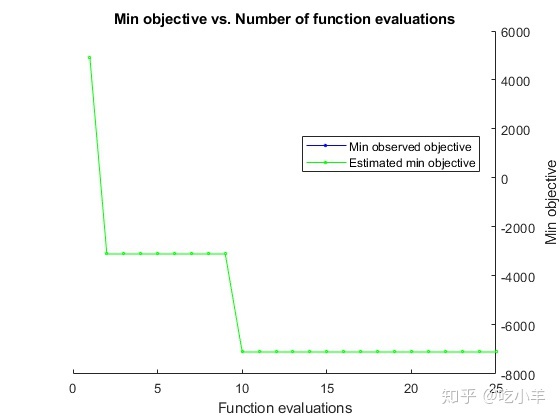 Min objective vs. Number of function evaluations
6000
4000
2000
0
-2000
-4000
-6000
-8000
Min objective
Min observed objective
Estimated min objective
0
5
10
15
20
25
Function evaluations
知乎 @吃小羊